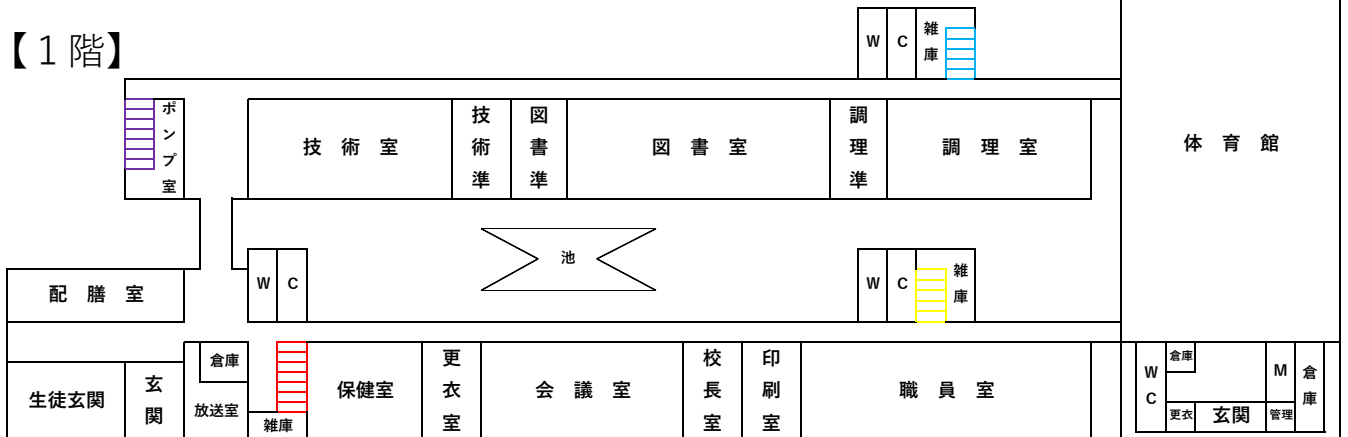 【１階】
W
C
雑庫
ポンプ室
技術室
技術準
図書準
図書室
調理準
調理室
体育館
池
配膳室
W
C
W
C
雑庫
生徒玄関
玄関
倉庫
放送室
雑庫
保健室
更衣室
会議室
校長室
印刷室
職員室
WC
倉庫
更衣
玄関
M
管理
倉庫